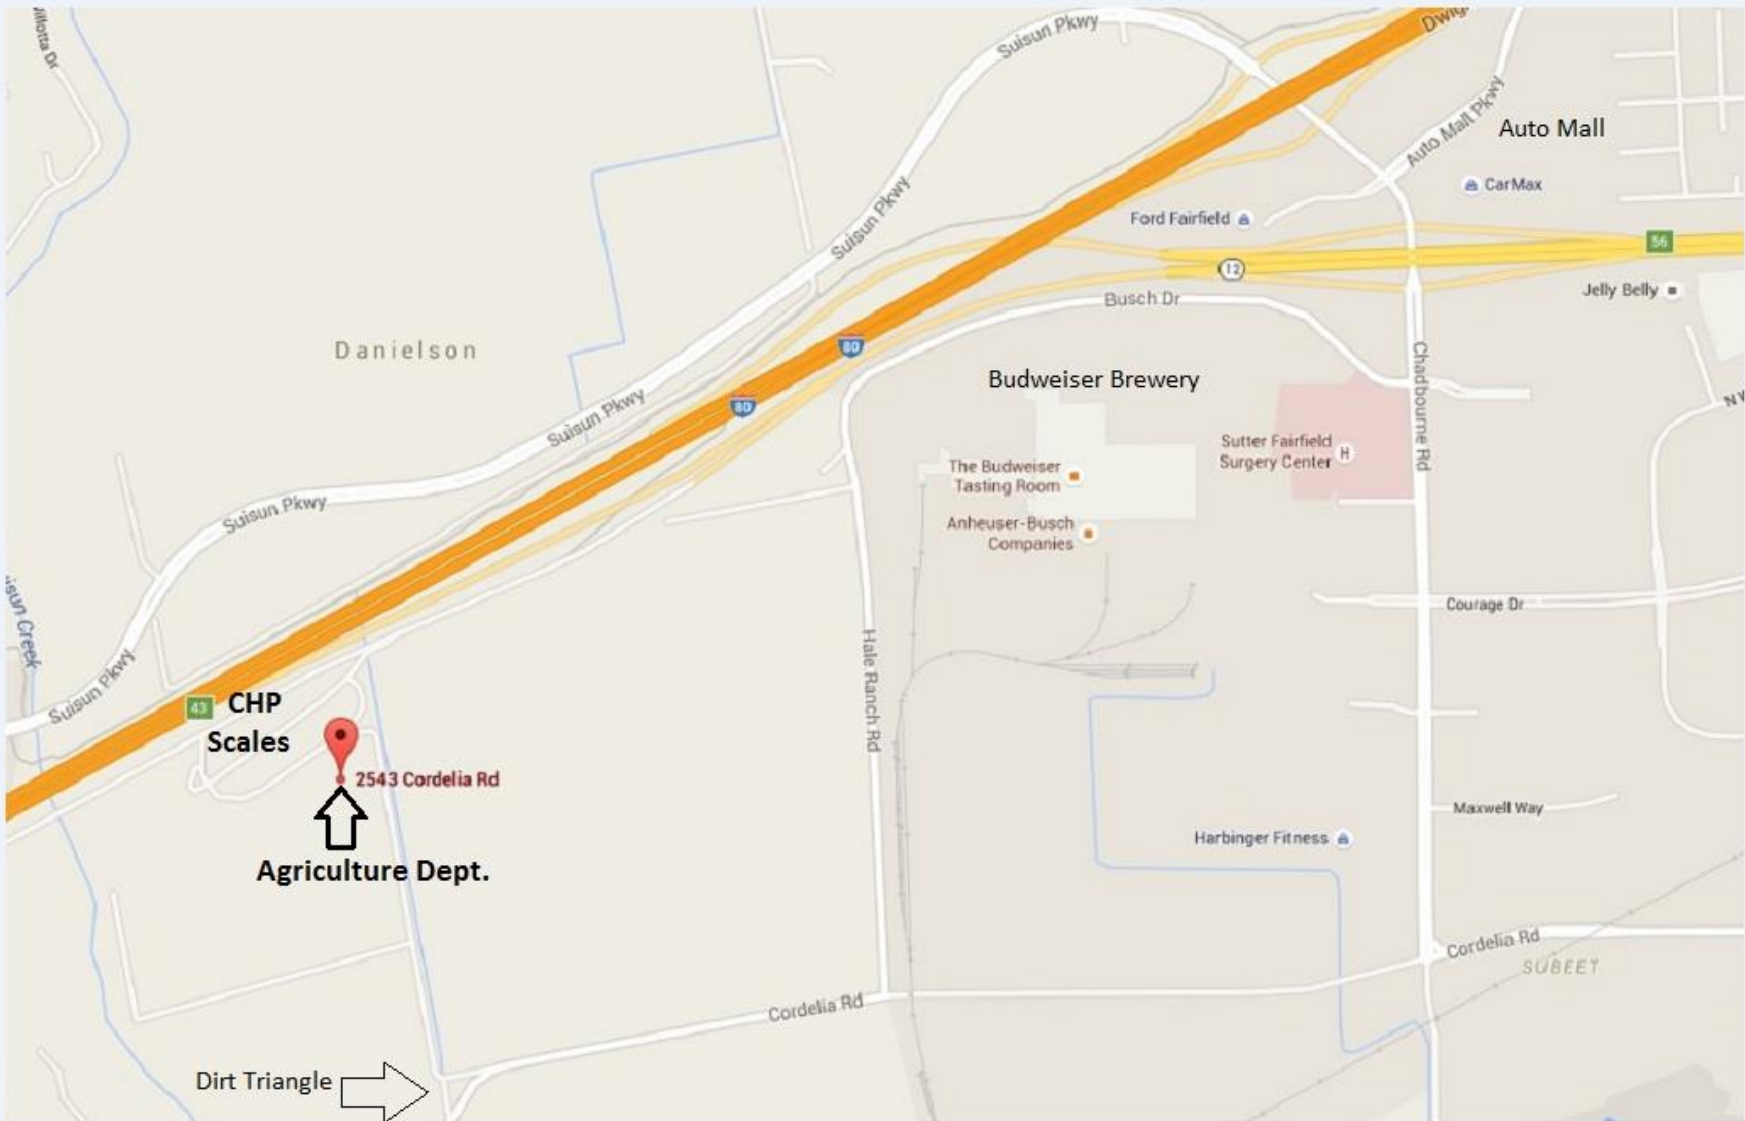 illotta Dr
Suisun Pkwy
Auto Mall Pkwy
Auto Mall
CarMax
Ford Fairfield
Suisun Pkwy
56
12
Jelly Belly
Busch Dr
Danielson
80
80
Budweiser Brewery
Chadbourne Rd
Suisun Pkwy
Sutter Fairfield
Surgery Center
H
The Budweiser
Tasting Room
Suisun Pkwy
Anheuser-Busch
Companies
isun Creek
Courage Dr
Hale Ranch Rd
Suisun Pkwy
43
CHP
Scales
2543 Cordelia Rd
Maxwell Way
Harbinger Fitness
Agriculture Dept.
Cordelia Rd
SUBEET
Cordelia Rd
Dirt Triangle